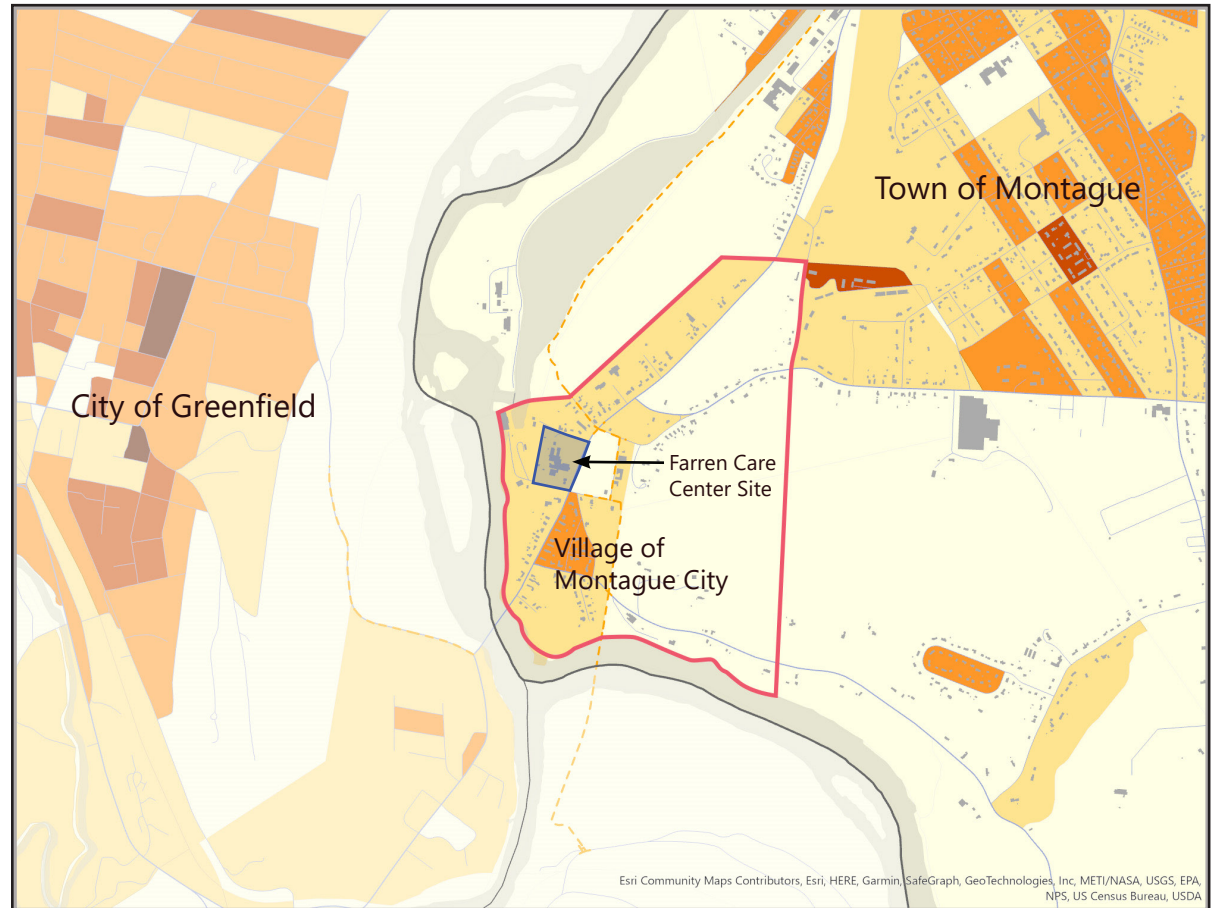 Town of Montague
City of Greenfield
Farren Care
Center Site
Village of
Montague City
Esri Community Maps Contributors, Esri, HERE, Garmin, SafeGraph, GeoTechnologies, Inc, METI/NASA, USGS, EPA,
NPS, US Census Bureau, USDA